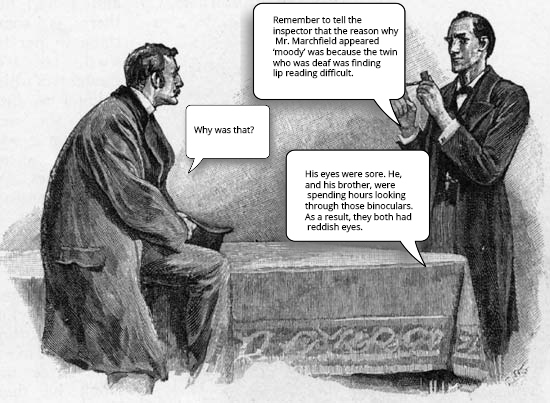 Remember to tell the
inspector that the reason why
Mr. Marchfield appeared
‘moody’ was because the twin
who was deaf was finding
lip reading difficult.
Why was that?
His eyes were sore. He,
and his brother, were
spending hours looking
through those binoculars.
As a result, they both had
reddish eyes.